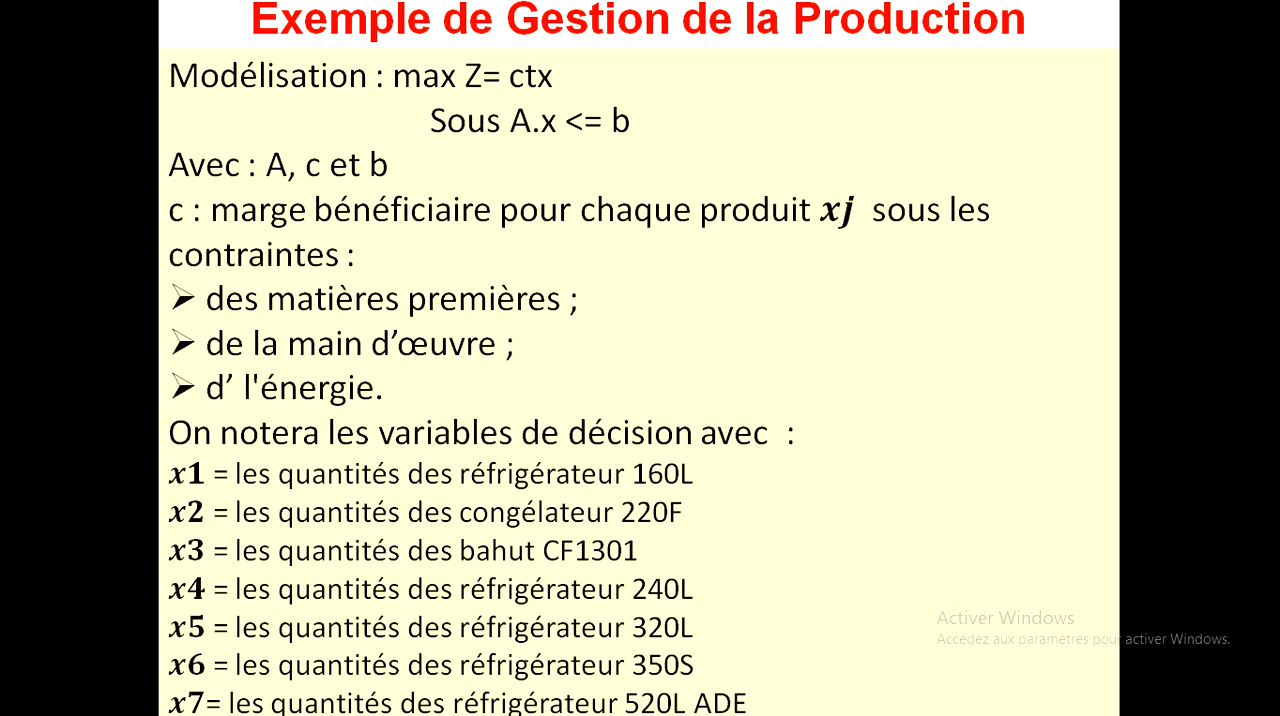 Exemple de Gestion de la Production
Modélisation : max Z= ctx
Sous A.x <= b
Avec : A, c et b
c : marge bénéficiaire pour chaque produit xj sous les
contraintes :
➢ des matières premières ;
➢ de la main d’œuvre ;
➢ d’ l'énergie.
On notera les variables de décision avec :
x1 = les quantités des réfrigérateur 160L
x2 = les quantités des congélateur 220F
x3 = les quantités des bahut CF1301
x4 = les quantités des réfrigérateur 240L
x5 = les quantités des réfrigérateur 320L
x6 = les quantités des réfrigérateur 350S
x7= les quantités des réfrigérateur 520L ADE
Activer Windows
Accédez aux paramètres pour activer Windows.